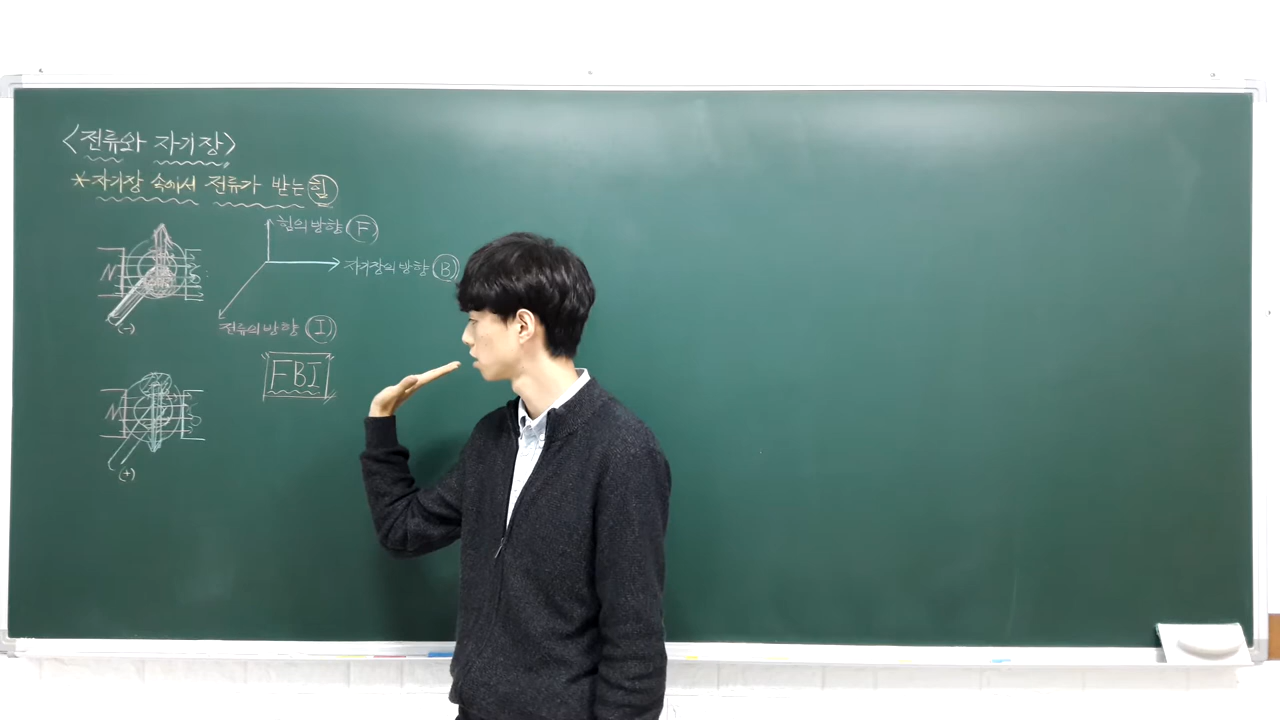 <전류와 자기장>
*자기장 속에서 전류가 받는 힘
힘의 방향 F
N
자기장의 방향 B
(-)
전류의 방향 I
FBI
N
(+)